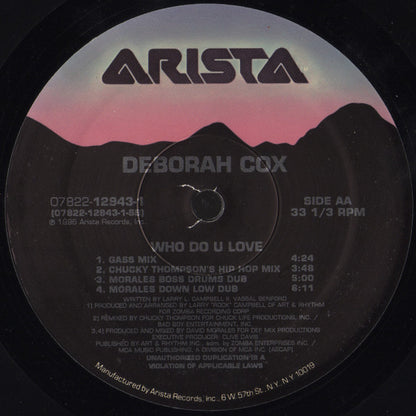 ARISTA
DEBORAH COX
07822-12943-1
(07822-12943-1-SB)
℗ 1996 Arista Records, Inc.
SIDE AA
33 1/3 RPM
WHO DO U LOVE
1. GASS MIX 4:24
2. CHUCKY THOMPSON'S HIP HOP MIX 3:48
3. MORALES BOSS DRUMS DUB 5:00
4. MORALES DOWN LOW DUB 6:11
WRITTEN BY LARRY L. CAMPBELL & VASSAL BENFORD
1) PRODUCED AND ARRANGED BY LARRY "ROCK" CAMPBELL OF ART & RHYTHM
FOR ZOMBA RECORDING CORP.
2) REMIXED BY CHUCKY THOMPSON FOR CHUCK LIFE PRODUCTIONS, INC. /
BAD BOY ENTERTAINMENT, INC.
3,4) PRODUCED AND MIXED BY DAVID MORALES FOR DEF MIX PRODUCTIONS
EXECUTIVE PRODUCER: CLIVE DAVIS
PUBLISHED BY ART & RHYTHM INC., adm. by ZOMBA ENTERPRISES INC. /
MCA MUSIC PUBLISHING, A DIVISION OF MCA INC. (ASCAP)
UNAUTHORIZED DUPLICATION IS A
VIOLATION OF APPLICABLE LAWS
Manufactured by Arista Records, Inc., 6 W. 57th St., N.Y. N.Y. 10019